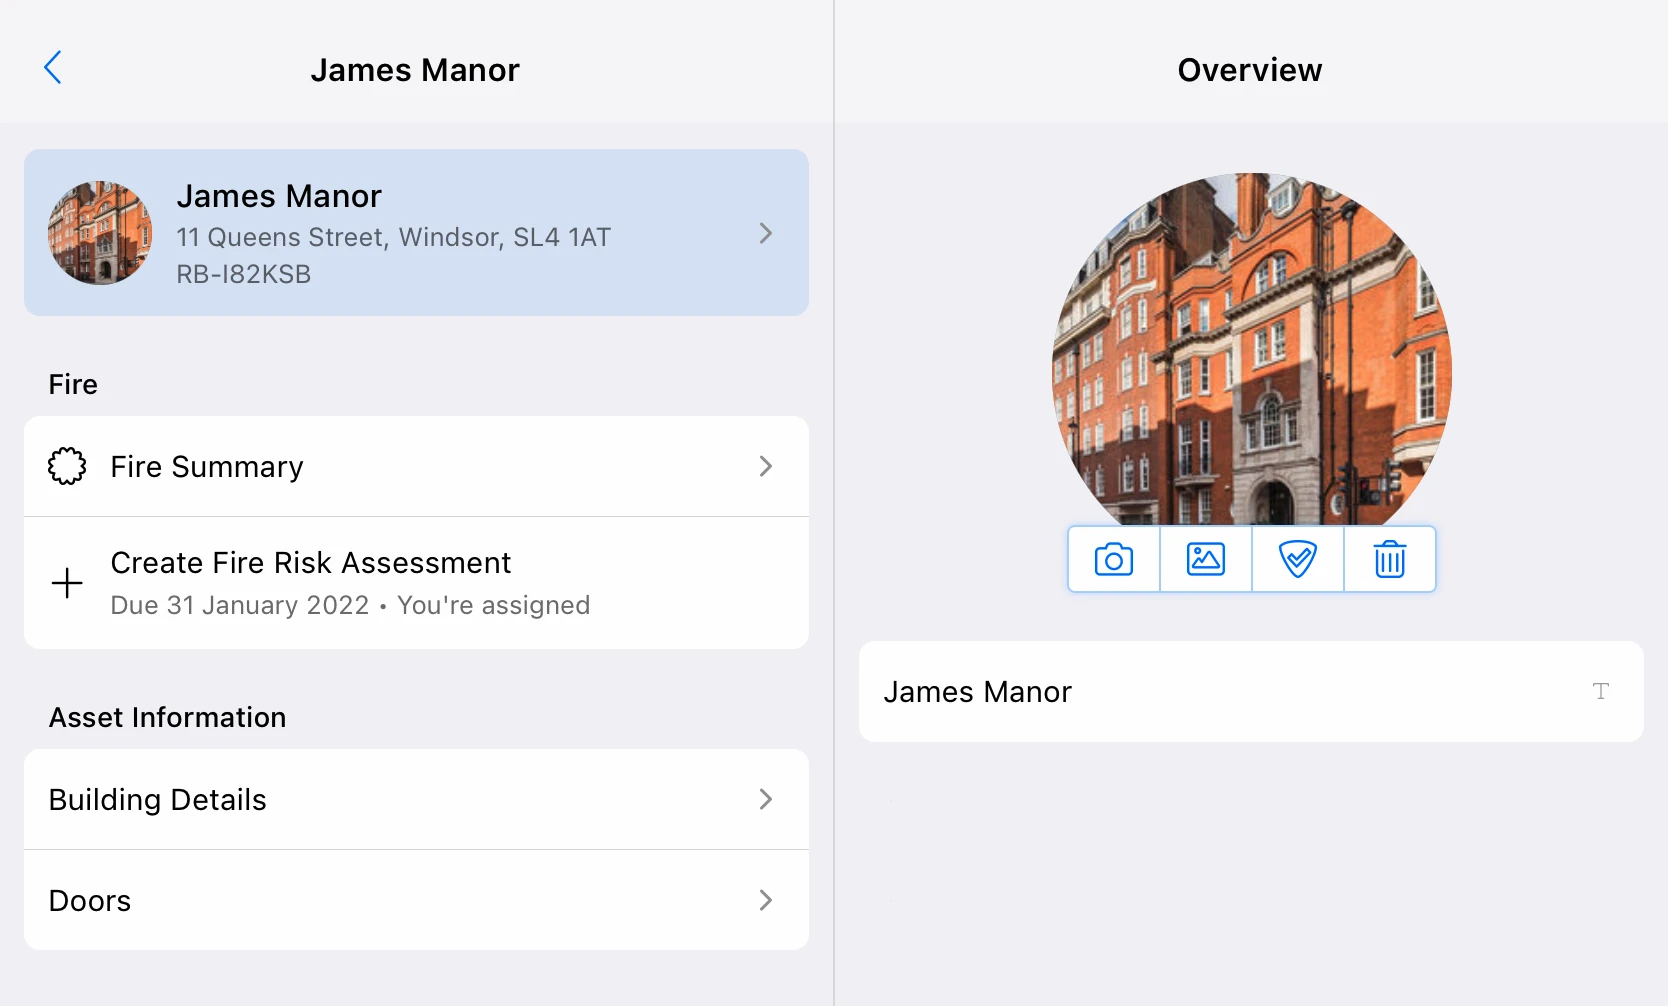 James Manor
James Manor
11 Queens Street, Windsor, SL4 1AT
RB-I82KSB
Fire
Fire Summary
Create Fire Risk Assessment
Due 31 January 2022 • You're assigned
Asset Information
Building Details
Doors
Overview
James Manor
T